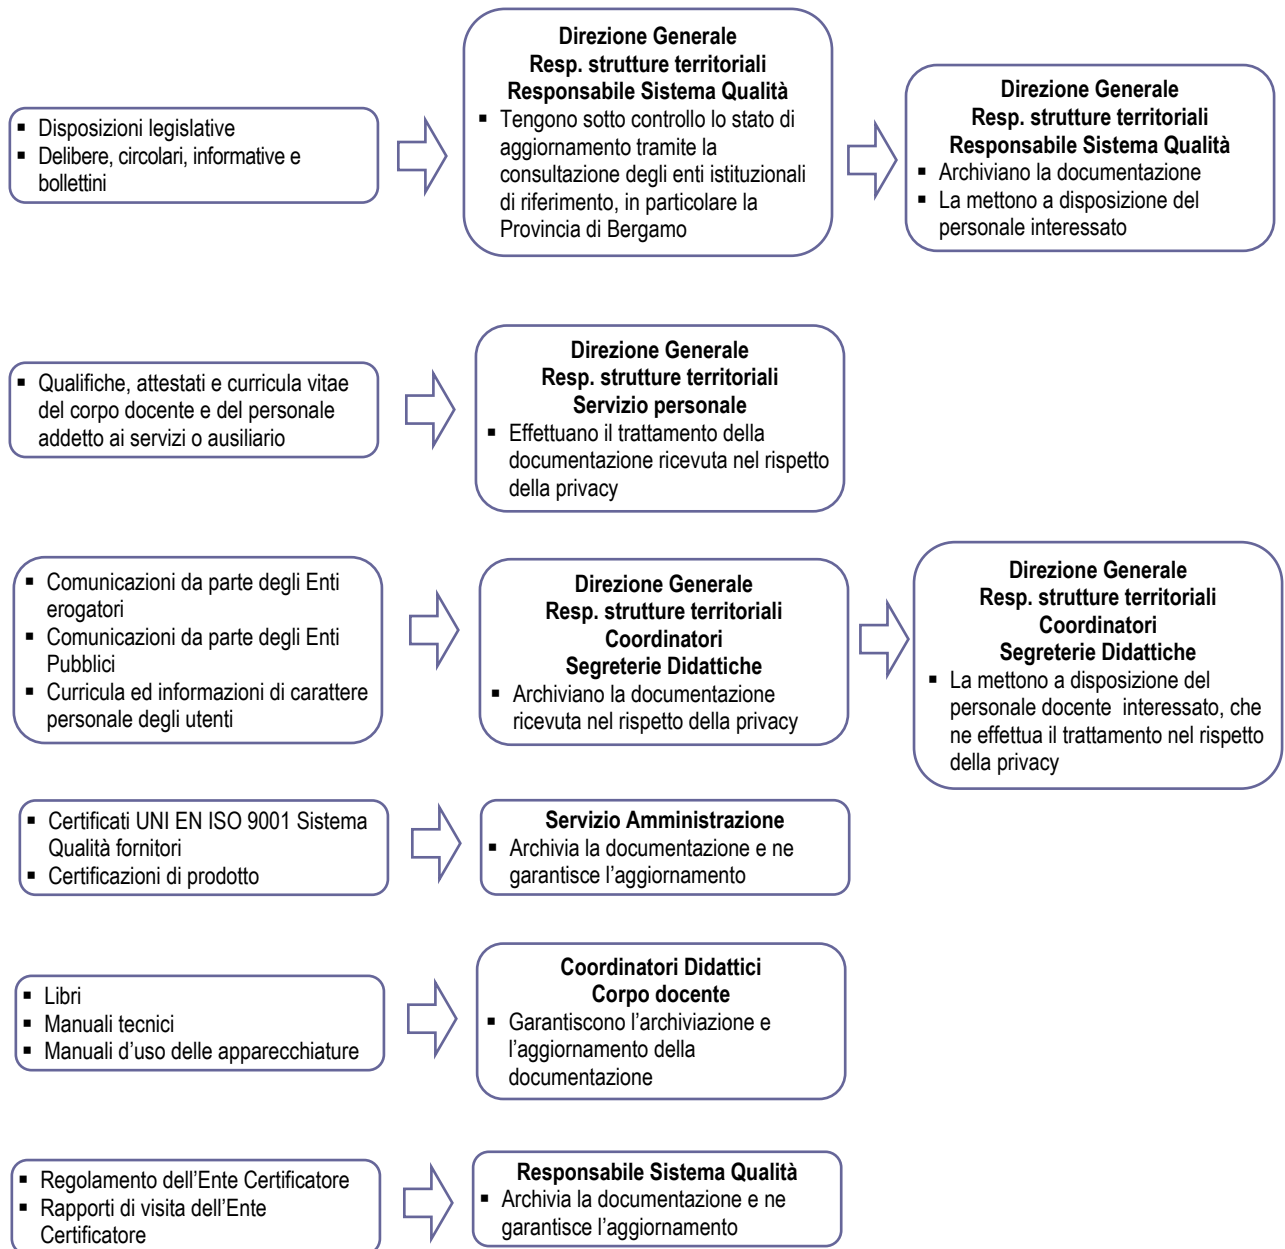 ▪ Disposizioni legislative
▪ Delibere, circolari, informative e
bollettini
Direzione Generale
Resp. strutture territoriali
Responsabile Sistema Qualità
▪ Tengono sotto controllo lo stato di
aggiornamento tramite la
consultazione degli enti istituzionali
di riferimento, in particolare la
Provincia di Bergamo
Direzione Generale
Resp. strutture territoriali
Responsabile Sistema Qualità
▪ Archiviano la documentazione
▪ La mettono a disposizione del
personale interessato
▪ Qualifiche, attestati e curricula vitae
del corpo docente e del personale
addetto ai servizi o ausiliario
Direzione Generale
Resp. strutture territoriali
Servizio personale
▪ Effettuano il trattamento della
documentazione ricevuta nel rispetto
della privacy
▪ Comunicazioni da parte degli Enti
erogatori
▪ Comunicazioni da parte degli Enti
Pubblici
▪ Curricula ed informazioni di carattere
personale degli utenti
Direzione Generale
Resp. strutture territoriali
Coordinatori
Segreterie Didattiche
▪ Archiviano la documentazione
ricevuta nel rispetto della privacy
Direzione Generale
Resp. strutture territoriali
Coordinatori
Segreterie Didattiche
▪ La mettono a disposizione del
personale docente  interessato, che
ne effettua il trattamento nel rispetto
della privacy
▪ Certificati UNI EN ISO 9001 Sistema
Qualità fornitori
▪ Certificazioni di prodotto
Servizio Amministrazione
▪ Archivia la documentazione e ne
garantisce l’aggiornamento
▪ Libri
▪ Manuali tecnici
▪ Manuali d’uso delle apparecchiature
Coordinatori Didattici
Corpo docente
▪ Garantiscono l’archiviazione e
l’aggiornamento della
documentazione
▪ Regolamento dell’Ente Certificatore
▪ Rapporti di visita dell’Ente
Certificatore
Responsabile Sistema Qualità
▪ Archivia la documentazione e ne
garantisce l’aggiornamento